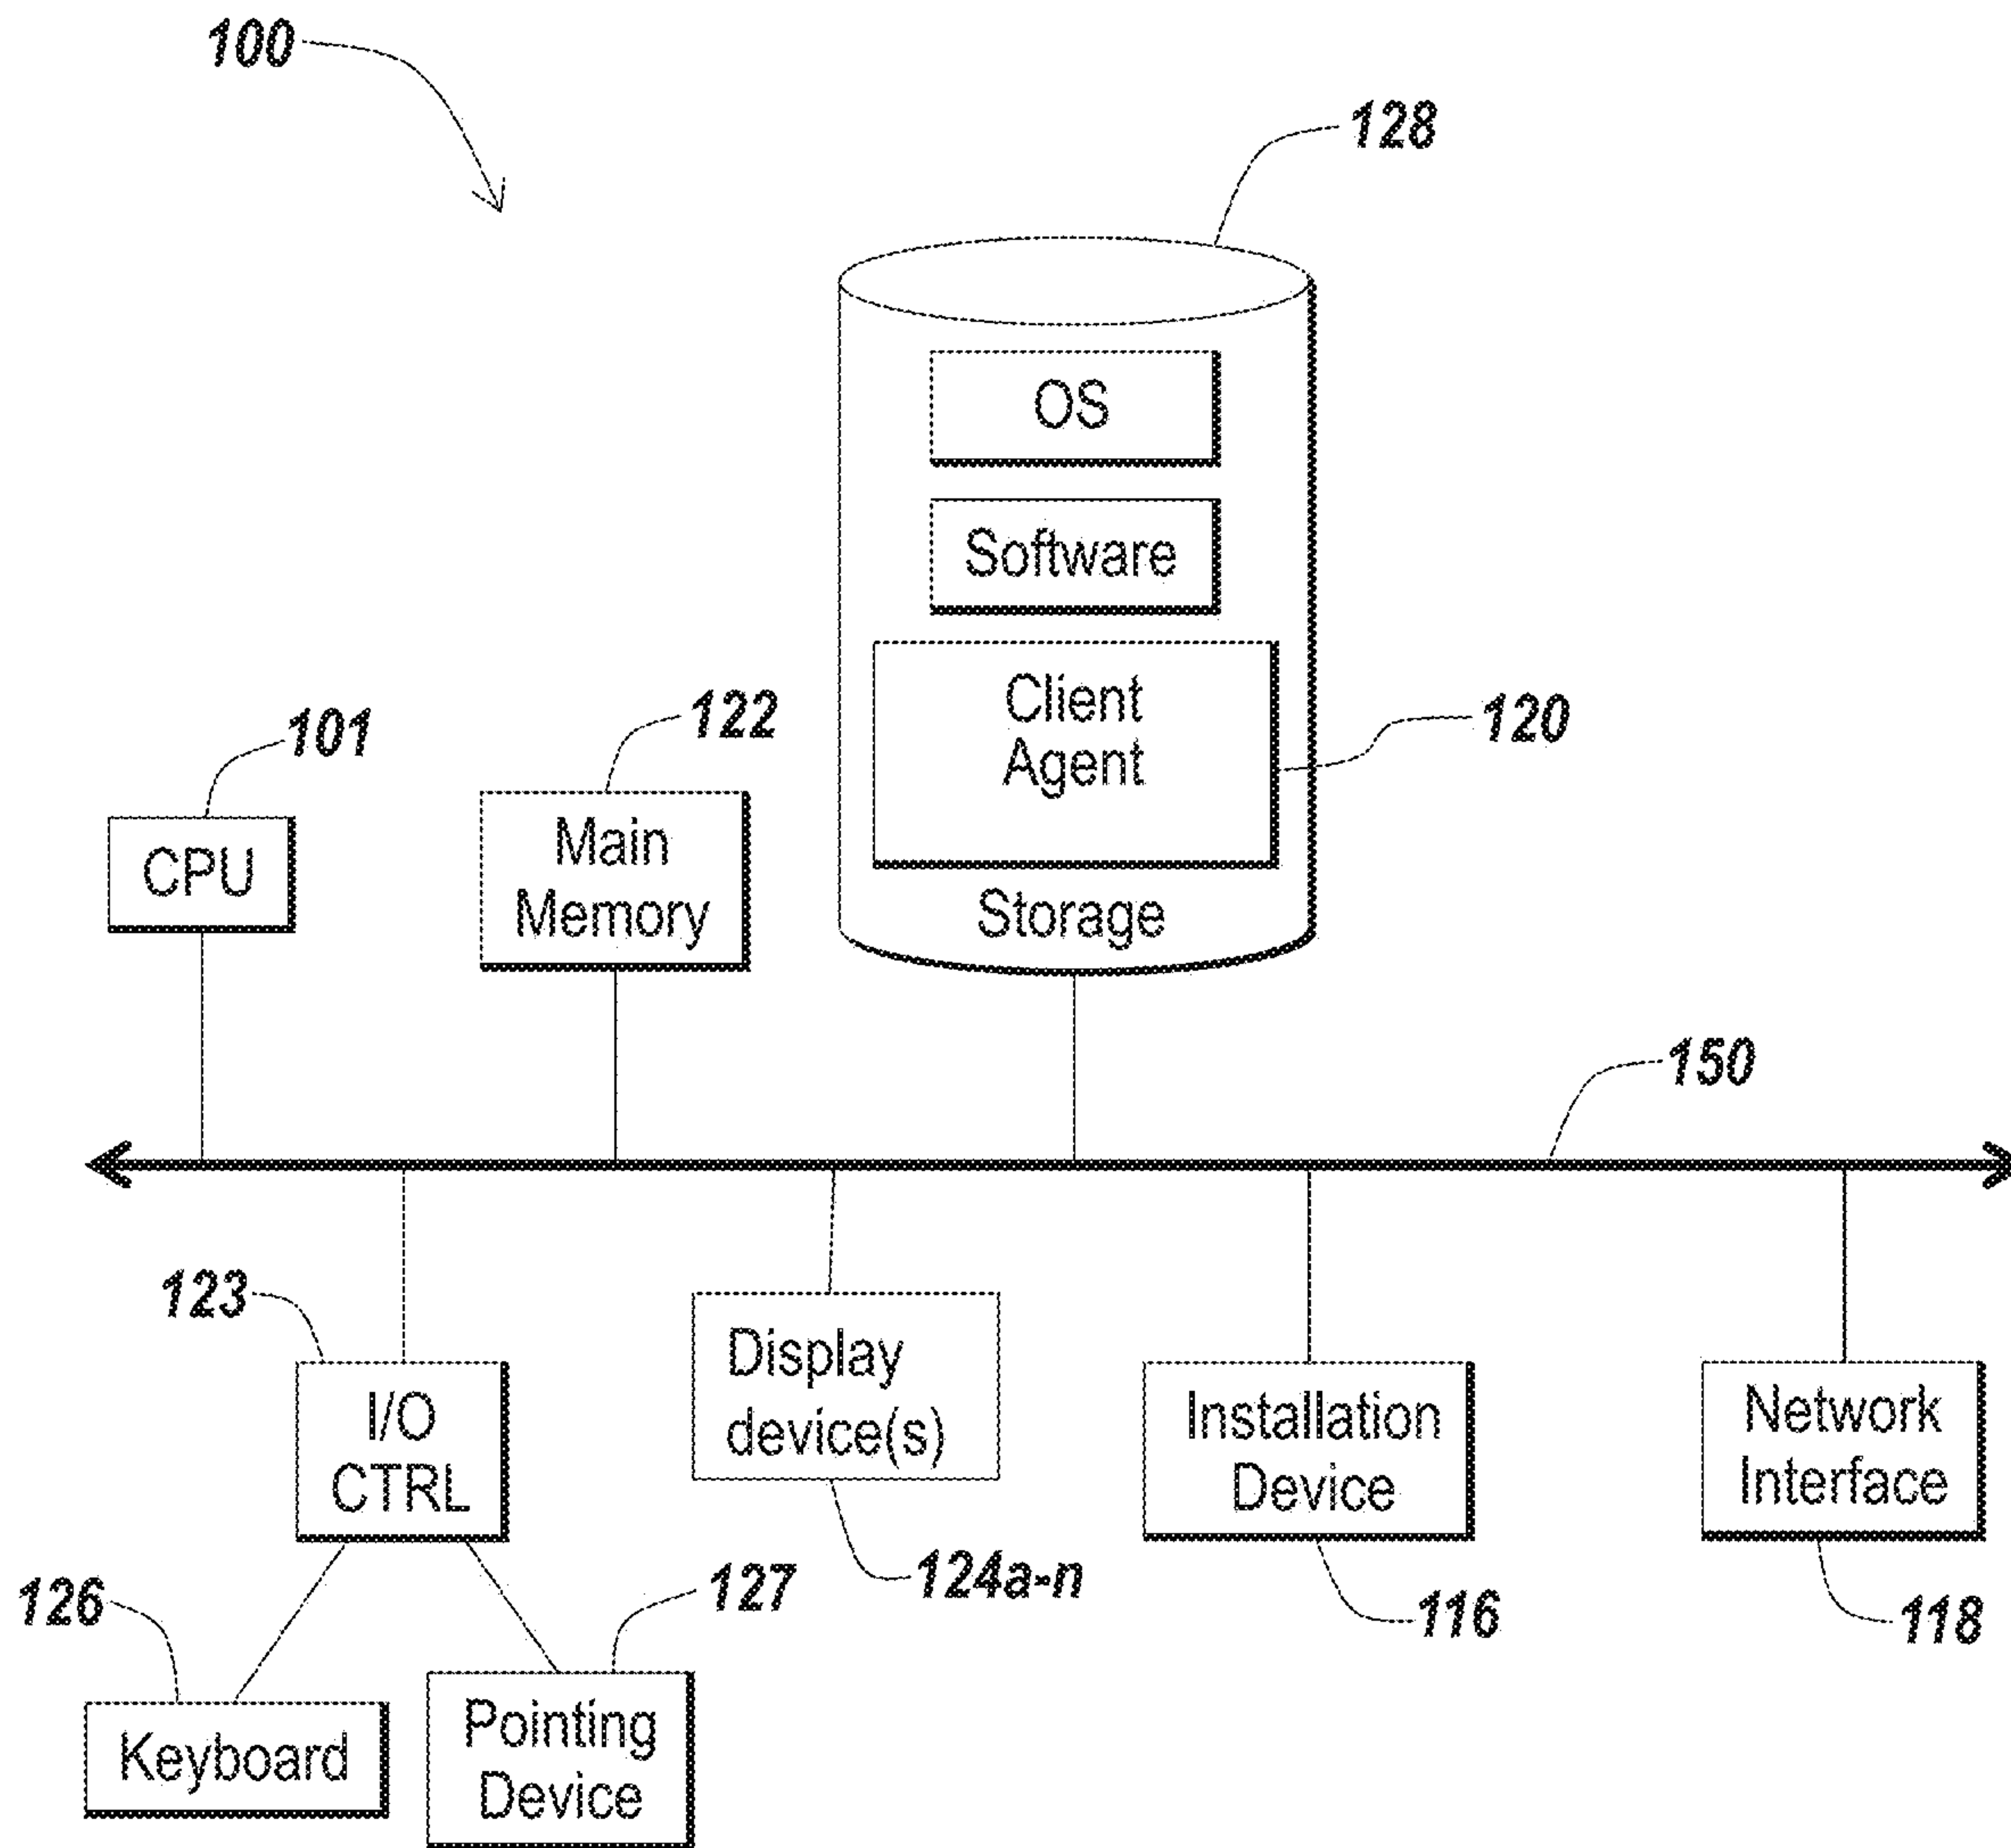 100
128
OS
Software
Client
Agent
120
Storage
101
CPU
122
Main
Memory
150
123
I/O
CTRL
Display
device(s)
124a-n
Installation
Device
116
Network
Interface
118
126
Keyboard
127
Pointing
Device